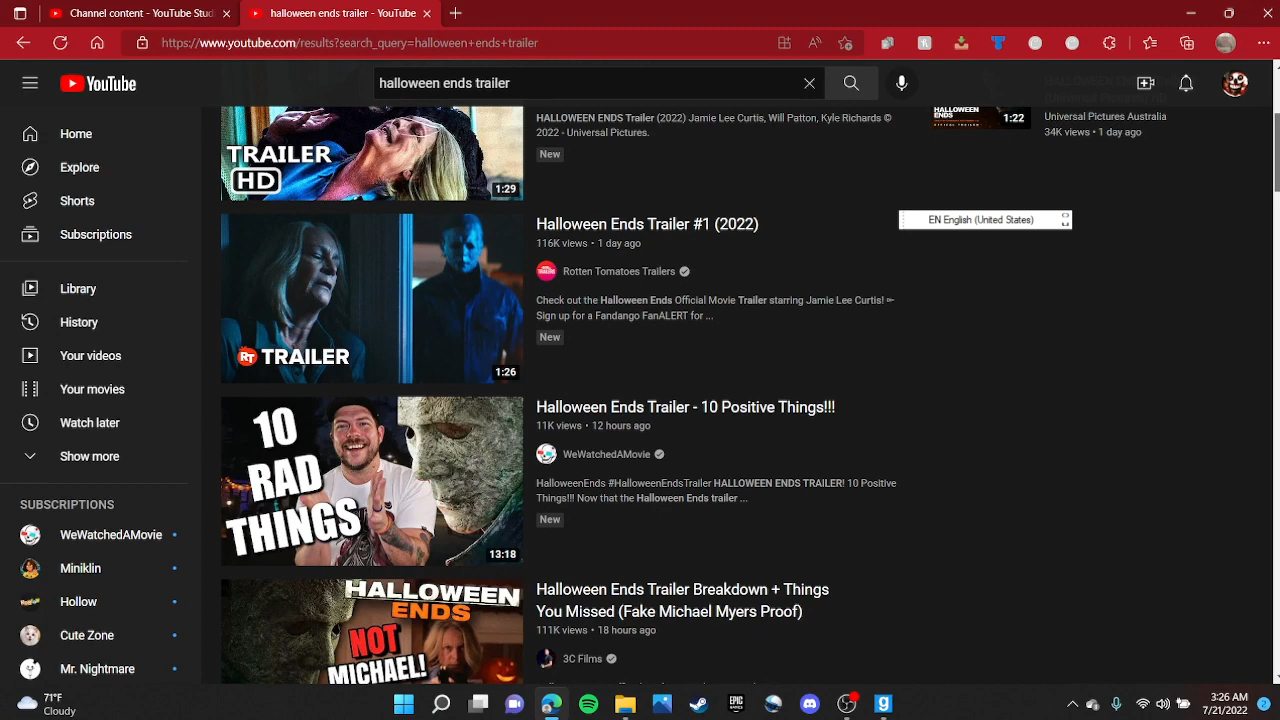 YouTube Studio
halloween ends trailer - YouTube
https://www.youtube.com/results?search_query=halloween+ends+trailer
YouTube
halloween ends trailer
Home
Explore
Shorts
Subscriptions
Library
History
Your videos
Your movies
Watch later
Show more
SUBSCRIPTIONS
WeWatchedAMovie
Miniklin
Hollow
Cute Zone
Mr. Nightmare
TRAILER
HD
1:29
HALLOWEEN ENDS Trailer (2022) Jamie Lee Curtis, Will Patton, Kyle Richards ©
2022 - Universal Pictures.
New
HALLOWEEN
ENDS
OFFICIAL TRAILER
1:22
Universal Pictures Australia
34K views • 1 day ago
EN English (United States)
RT TRAILER
1:26
Halloween Ends Trailer #1 (2022)
116K views • 1 day ago
Rotten Tomatoes Trailers
Check out the Halloween Ends Official Movie Trailer starring Jamie Lee Curtis! ►
Sign up for a Fandango FanALERT for ...
New
10
RAD
THINGS
13:18
Halloween Ends Trailer - 10 Positive Things!!!
11K views • 12 hours ago
WeWatchedAMovie
HalloweenEnds #HalloweenEndsTrailer HALLOWEEN ENDS TRAILER! 10 Positive
Things!!! Now that the Halloween Ends trailer ...
New
HALLOWEEN
ENDS
NOT
MICHAEL!
Halloween Ends Trailer Breakdown + Things
You Missed (Fake Michael Myers Proof)
111K views • 18 hours ago
3C Films
71°F
Cloudy
EPIC
GAMES
3:26 AM
7/21/2022
2